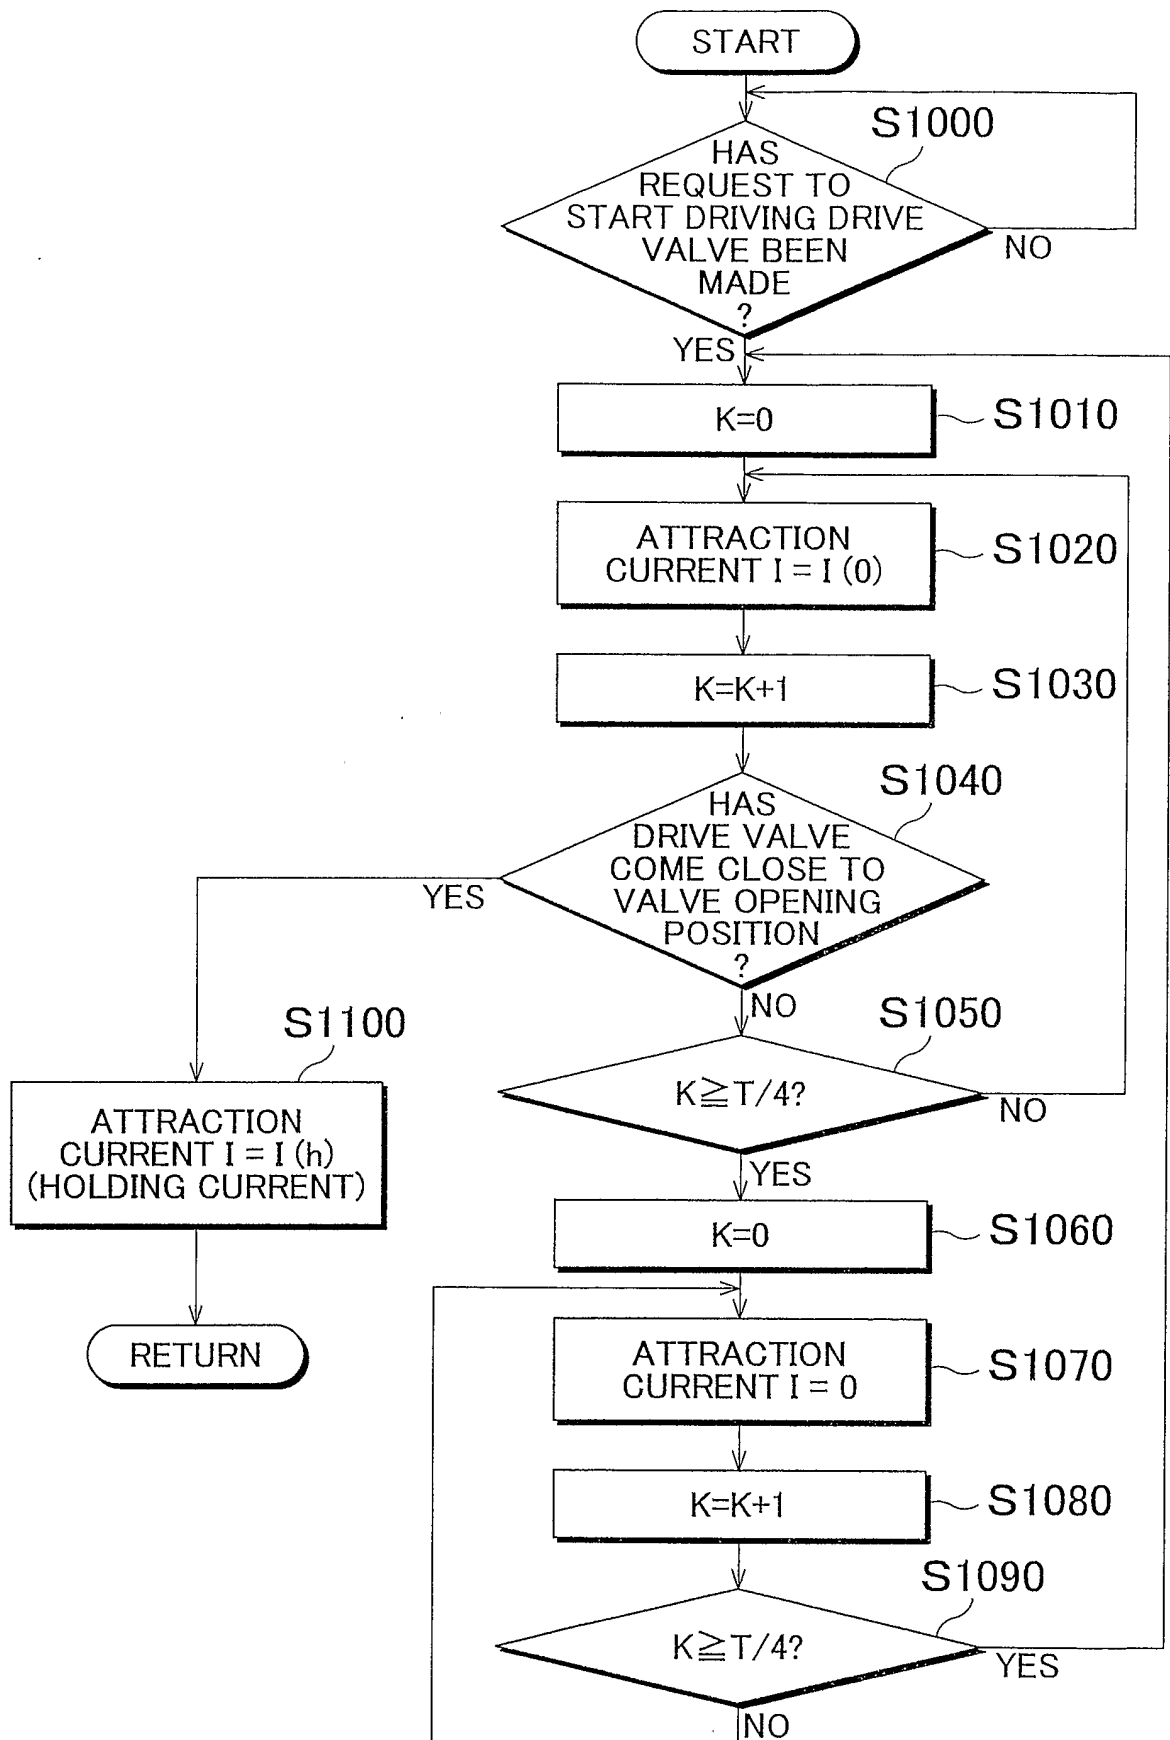 START
S1000
HAS
REQUEST TO
START DRIVING DRIVE
VALVE BEEN
MADE
?
NO
YES
K=0
S1010
ATTRACTION
CURRENT I = I (0)
S1020
K=K+1
S1030
S1040
HAS
DRIVE VALVE
COME CLOSE TO
VALVE OPENING
POSITION
?
YES
NO
S1050
K≧T/4?
NO
S1100
ATTRACTION
CURRENT I = I (h)
(HOLDING CURRENT)
YES
K=0
S1060
RETURN
ATTRACTION
CURRENT I = 0
S1070
K=K+1
S1080
S1090
K≧T/4?
YES
NO